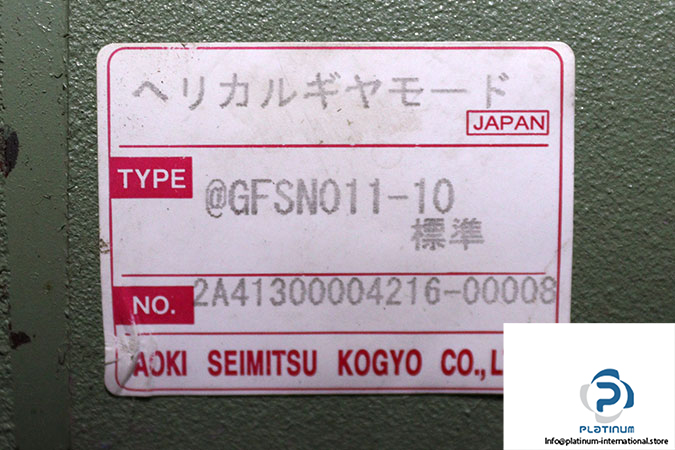 ヘリカルギヤモード
JAPAN
TYPE @GFSN011-10
標準
NO. 2A41300004216-00008
AOKI SEIMITSU KOGYO CO.,L
PLATINUM
Info@platinum-international.store